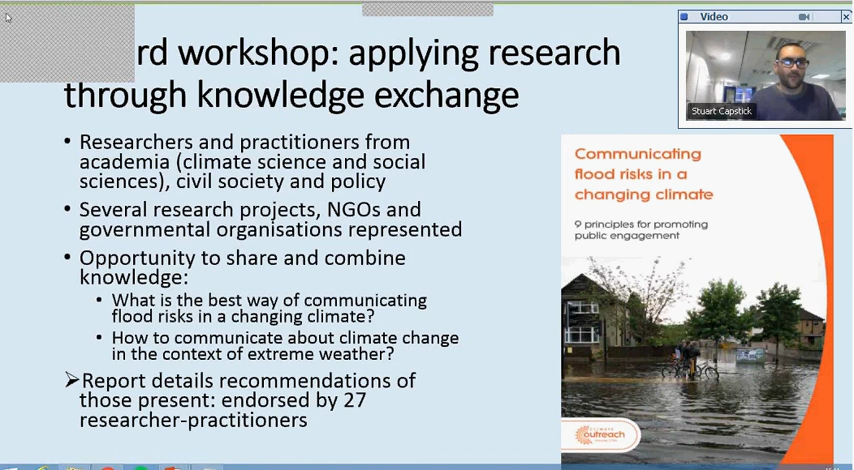 rd workshop: applying research
through knowledge exchange
Video
Stuart Capstick
• Researchers and practitioners from
academia (climate science and social
sciences), civil society and policy
• Several research projects, NGOs and
governmental organisations represented
• Opportunity to share and combine
knowledge:
• What is the best way of communicating
flood risks in a changing climate?
• How to communicate about climate change
in the context of extreme weather?
➢Report details recommendations of
those present: endorsed by 27
researcher-practitioners
Communicating
flood risks in a
changing climate
9 principles for promoting
public engagement
outreach